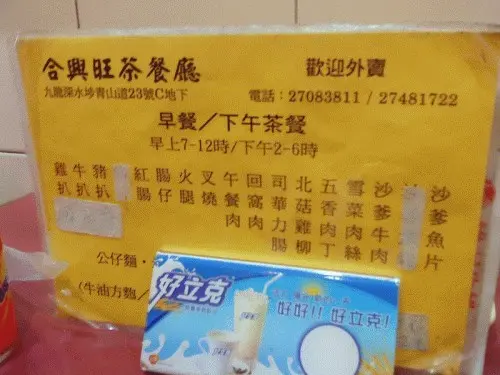 合興旺茶餐廳
歡迎外賣
九龍深水埗青山道23號C地下
電話：27083811 / 27481722
早餐／下午茶餐
早上7-12時/下午2-6時
沙爹魚片
沙爹牛肉
雪菜肉絲
五香肉丁
北菇雞柳
司華力腸
回窩肉
午餐肉
叉燒
火腿
腸仔
紅腸
豬扒
牛扒
雞扒
公仔麵・
(牛油方飽
好立克
好好!! 好立克!